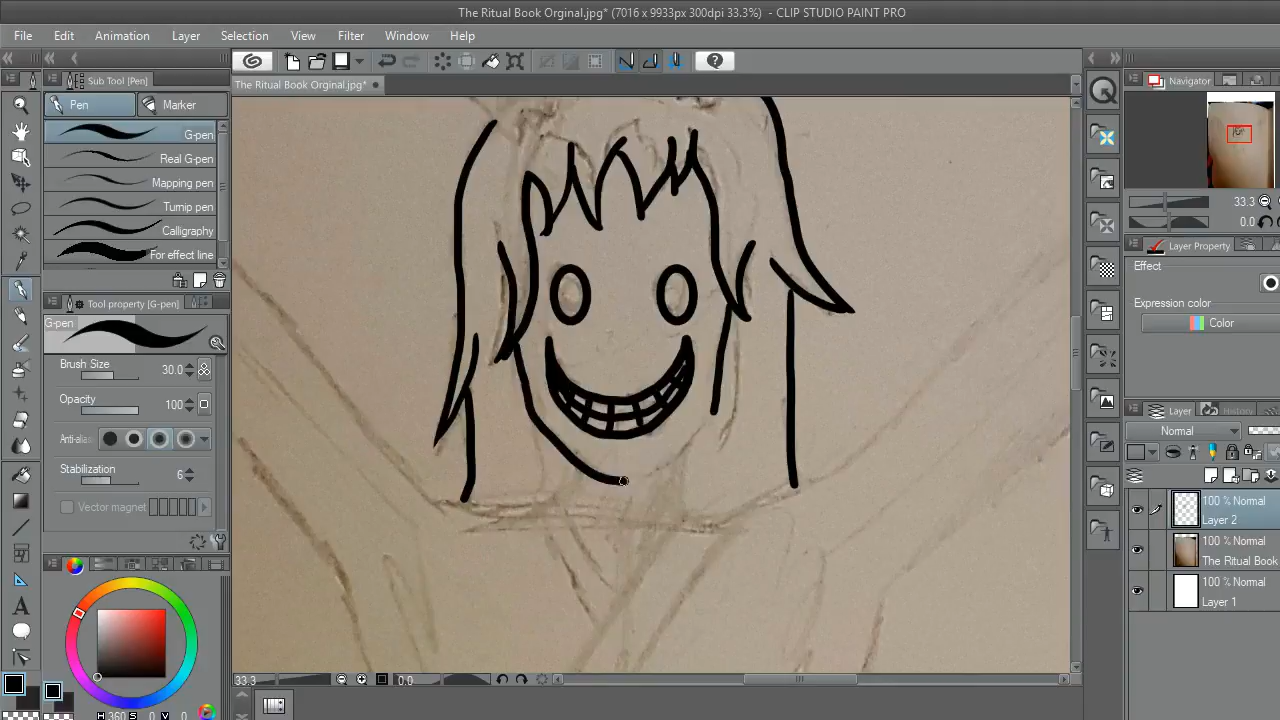 The Ritual Book Orginal.jpg* (7016 x 9933px 300dpi 33.3%) - CLIP STUDIO PAINT PRO
File Edit Animation Layer Selection View Filter Window Help
The Ritual Book Orginal.jpg*
Sub Tool [Pen]
Pen Marker
G-pen
Real G-pen
Mapping pen
Turnip pen
Calligraphy
For effect line
Tool property [G-pen]
G-pen
Brush Size 30.0
Opacity 100
Anti-alia
Stabilization 6
Vector magnet
H 360 S 0 V 0
33.3 0.0
Navigator
33.3
0.0
Layer Property
Effect
Expression color
Color
Layer History
Normal
100 % Normal
Layer 2
100 % Normal
The Ritual Book
100 % Normal
Layer 1